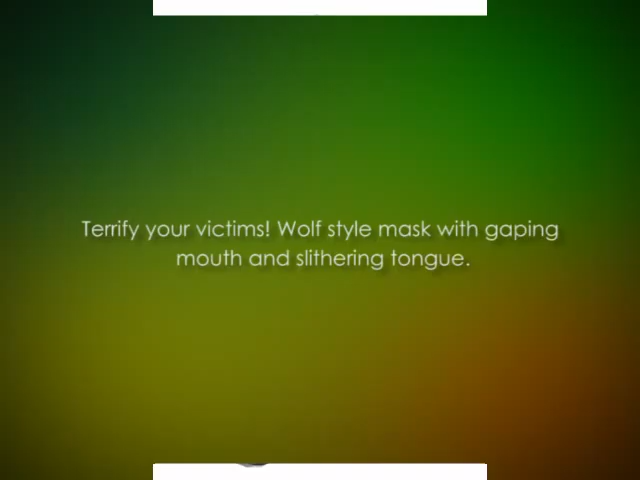 Terrify your victims! Wolf style mask with gaping
mouth and slithering tongue.